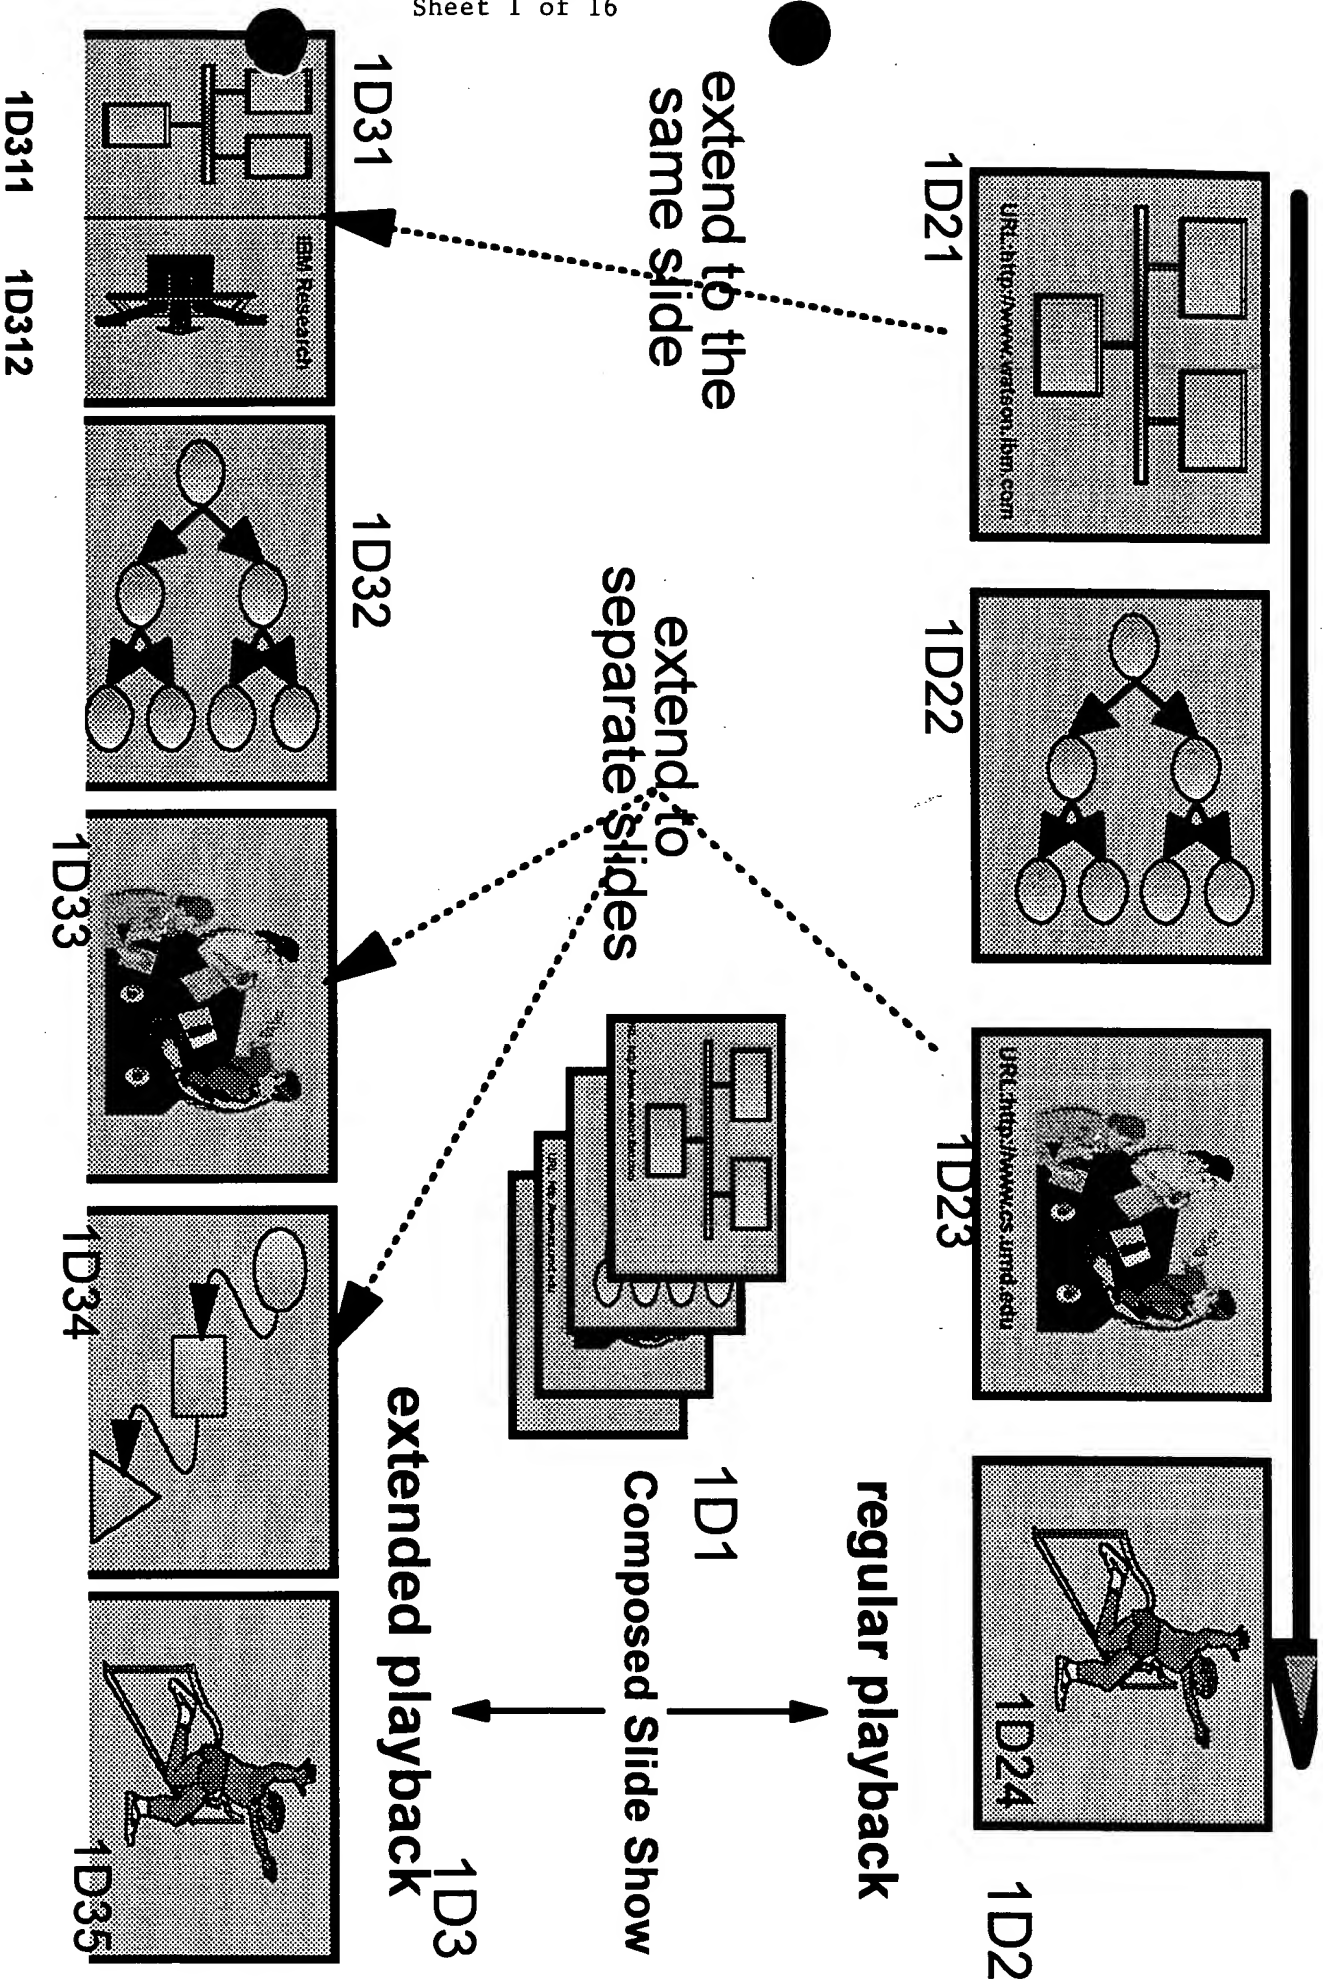 Sheet 1 of 16
1D2
1D21
URL:http://www.watson.ibm.com
1D22
1D23
URL:http://www.cs.umd.edu
1D24
regular playback
extend to the
same slide
extend to
separate slides
1D1
Composed Slide Show
extended playback
1D3
1D31
IBM Research
1D32
1D33
1D34
1D35
1D311
1D312